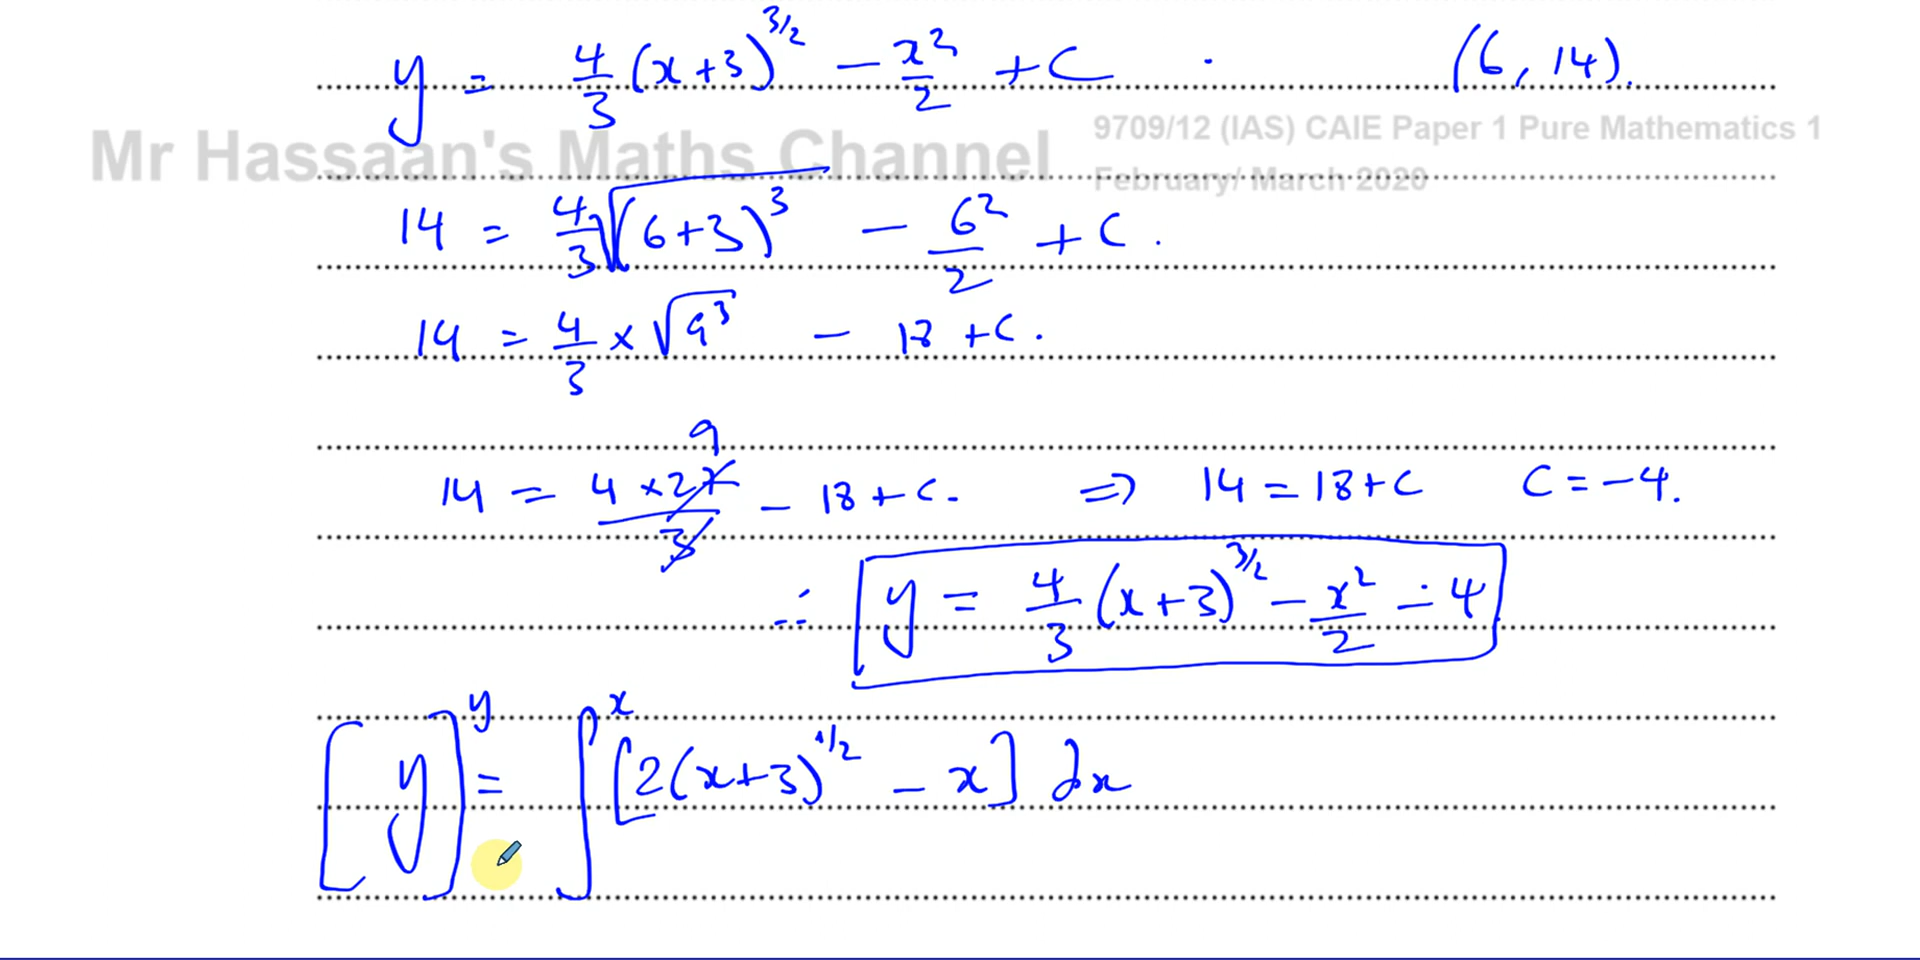 y = 4/3 (x+3)^3/2 - x²/2 + C . (6, 14).
Mr Hassaan's Maths Channel
9709/12 (IAS) CAIE Paper 1 Pure Mathematics 1
February/ March 2020
14 = 4/3 √(6+3)³ - 6²/2 + C.
14 = 4/3 × √9³ - 18 + C.
9
14 = 4 × 27/3 - 18 + C. ⇒ 14 = 18 + C C = -4.
∴ y = 4/3 (x+3)^3/2 - x²/2 - 4
[y]^y = ∫^x [2(x+3)^1/2 - x] dx